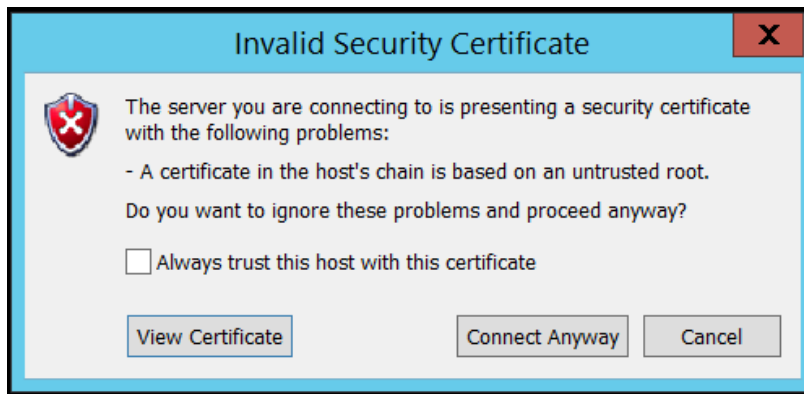 Invalid Security Certificate
X
The server you are connecting to is presenting a security certificate
with the following problems:
- A certificate in the host's chain is based on an untrusted root.
Do you want to ignore these problems and proceed anyway?
Always trust this host with this certificate
View Certificate
Connect Anyway
Cancel